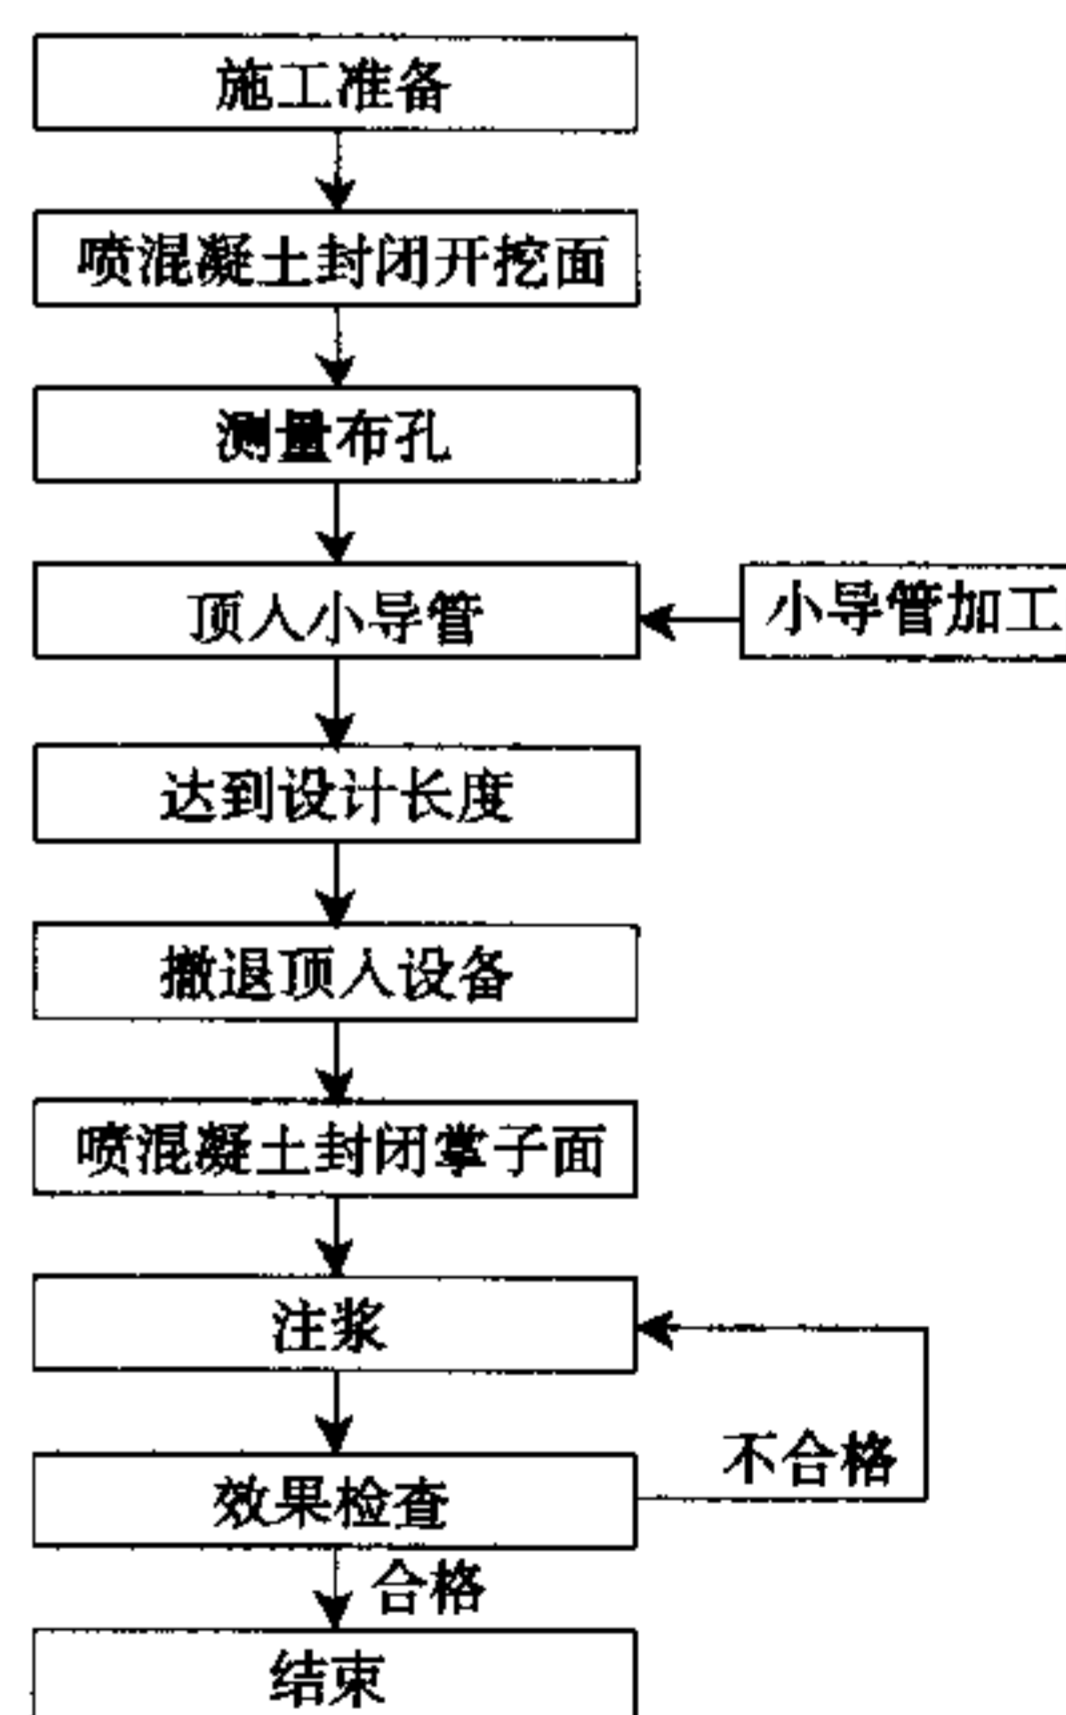 施工准备
喷混凝土封闭开挖面
测量布孔
顶人小导管
小导管加工
达到设计长度
撤退顶人设备
喷混凝土封闭掌子面
注浆
不合格
效果检查
合格
结束